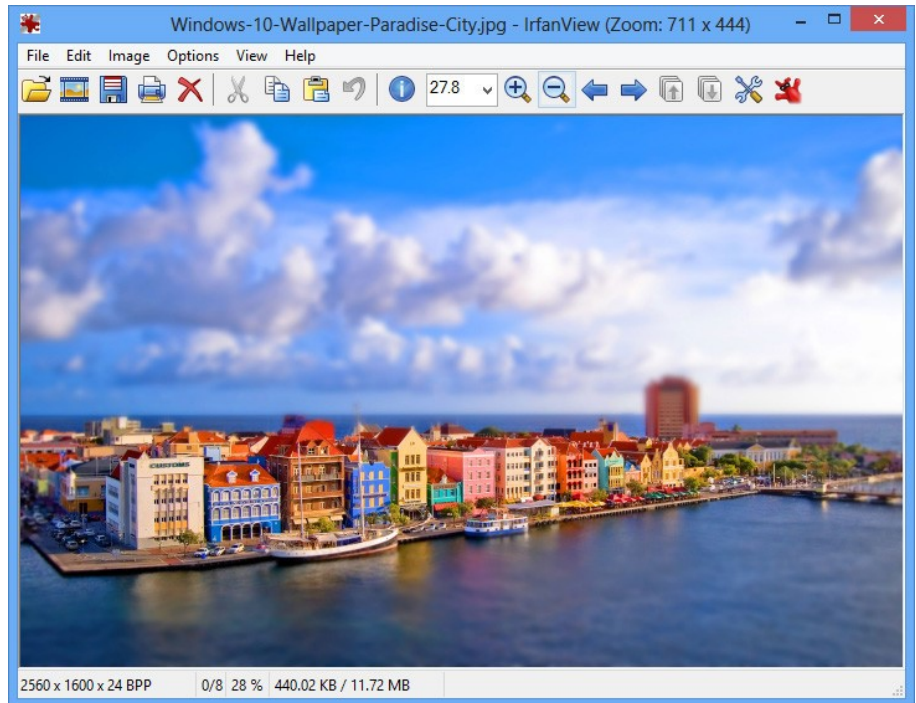 Windows-10-Wallpaper-Paradise-City.jpg - IrfanView (Zoom: 711 x 444)
File Edit Image Options View Help
27.8
CUSTOMS
2560 x 1600 x 24 BPP 0/8 28 % 440.02 KB / 11.72 MB